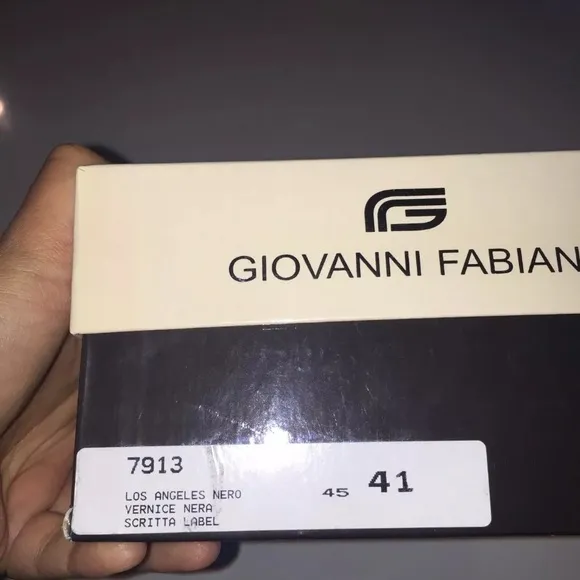 GIOVANNI FABIAN
7913
LOS ANGELES NERO
VERNICE NERA
SCRITTA LABEL
45 41